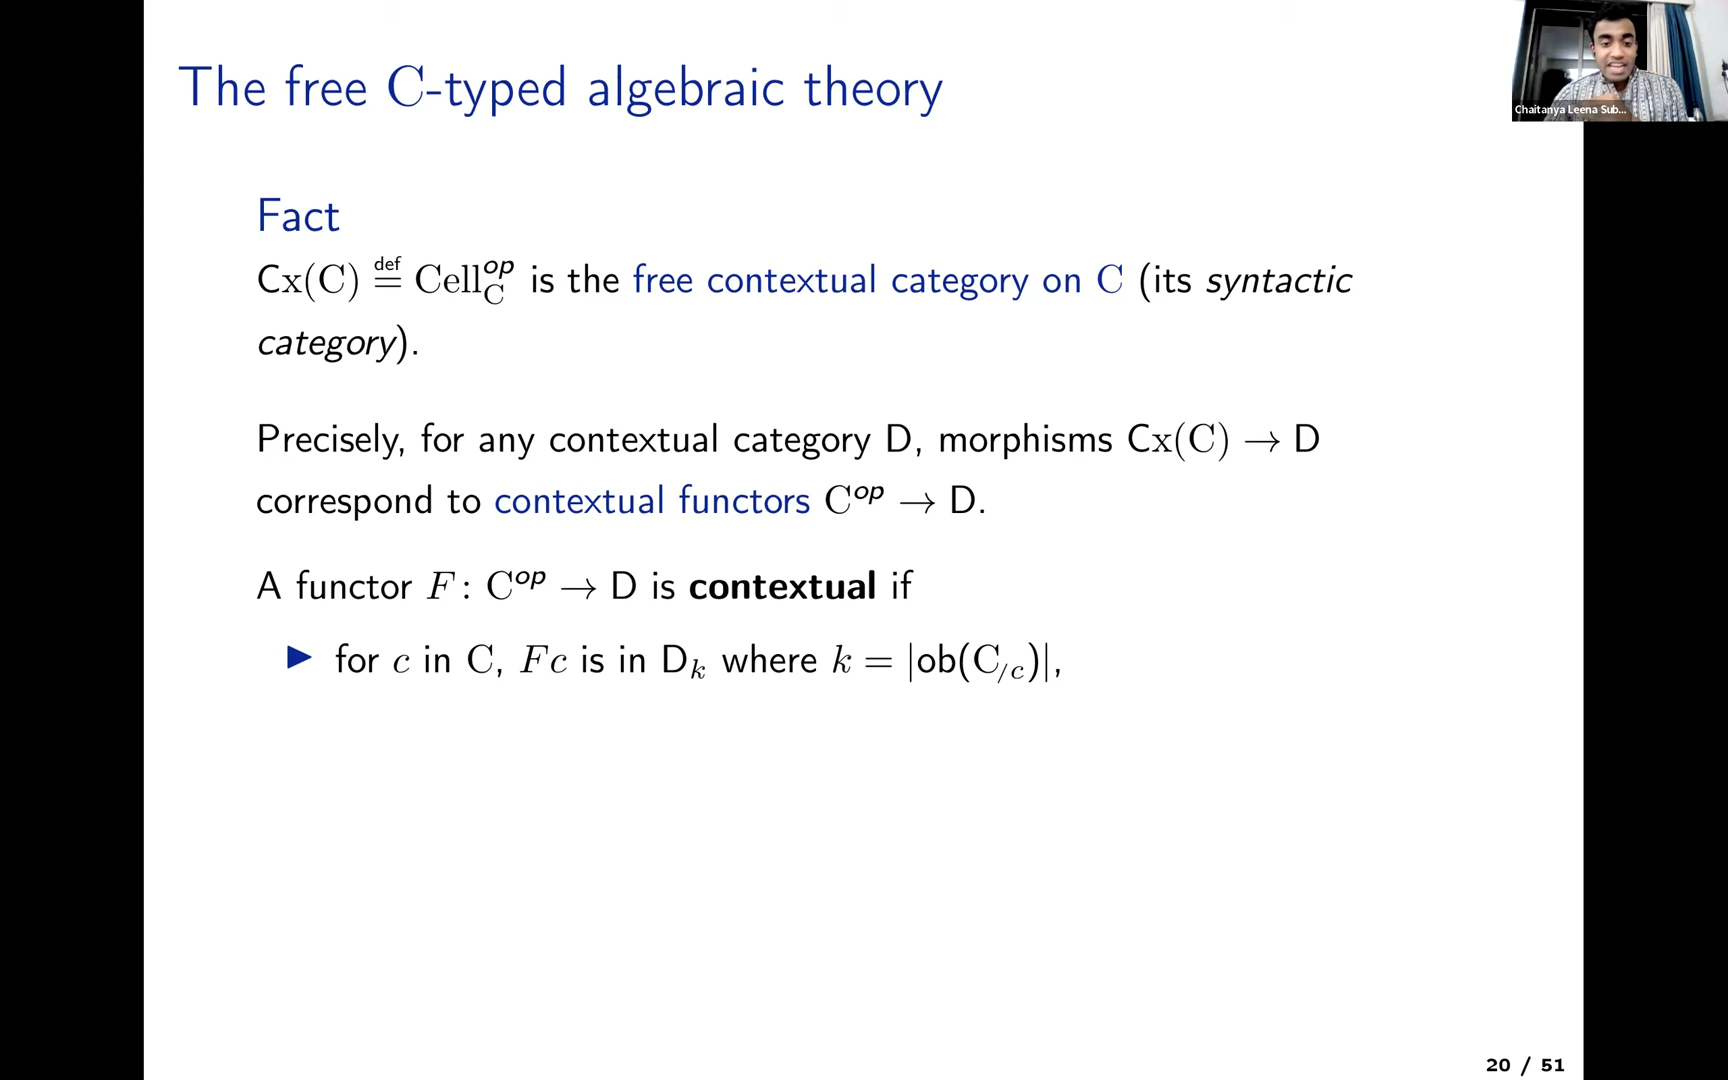 The free C-typed algebraic theory
Chaitanya Leena Sub...
Fact
Cx(C) ≝ Cell_C^op is the free contextual category on C (its syntactic
category).
Precisely, for any contextual category D, morphisms Cx(C) → D
correspond to contextual functors C^op → D.
A functor F : C^op → D is contextual if
▶ for c in C, Fc is in D_k where k = |ob(C_/c)|,
20 / 51